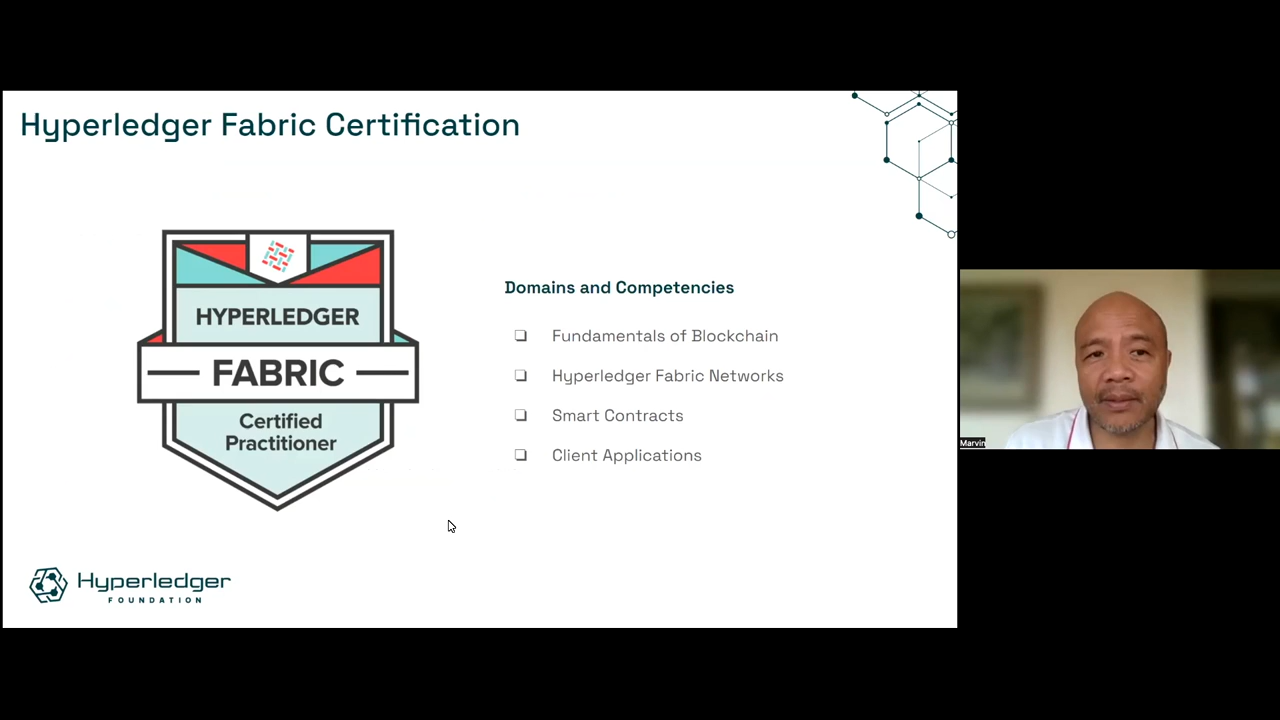 Hyperledger Fabric Certification
HYPERLEDGER
FABRIC
Certified
Practitioner
Domains and Competencies
Fundamentals of Blockchain
Hyperledger Fabric Networks
Smart Contracts
Client Applications
Hyperledger
FOUNDATION
Marvin